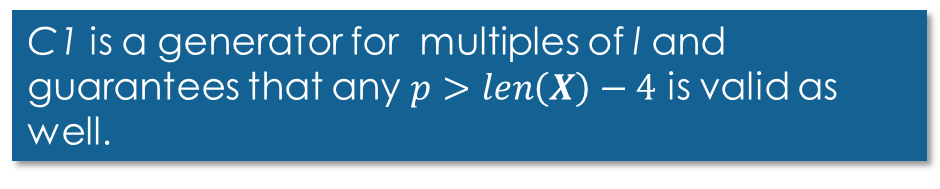 C1 is a generator for multiples of l and
guarantees that any p > len(X) − 4 is valid as
well.